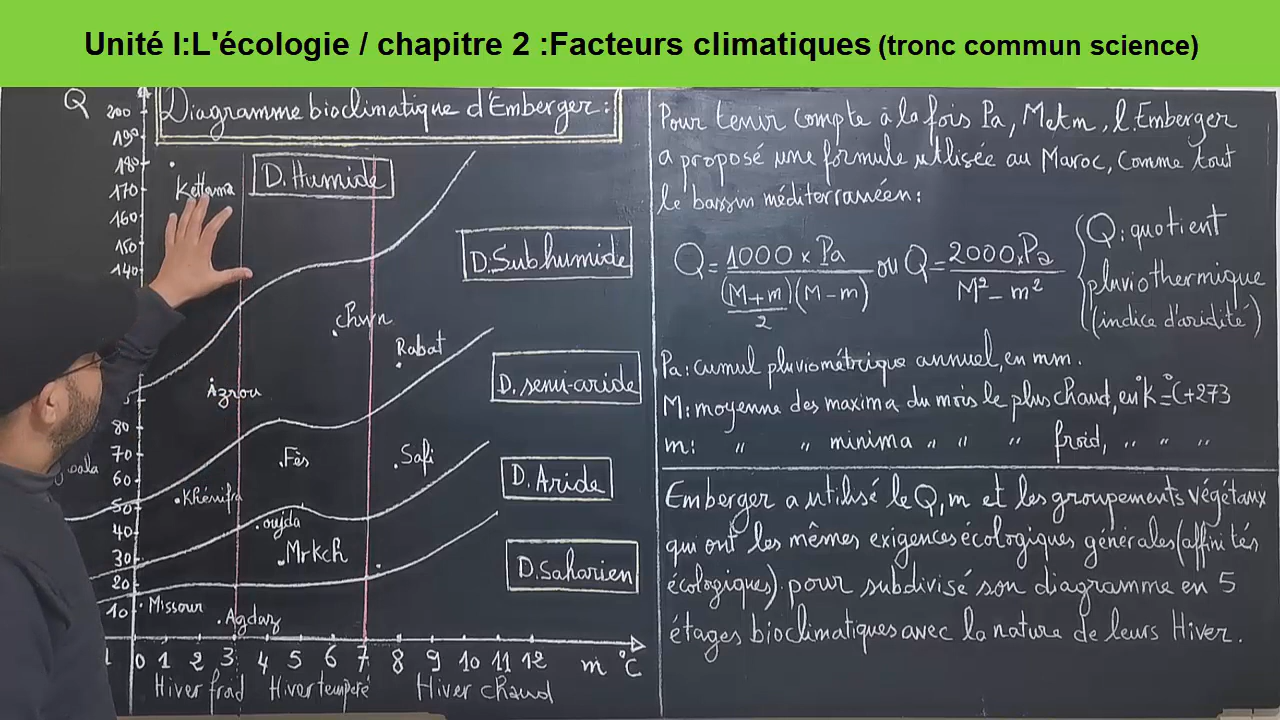 Unité I:L'écologie / chapitre 2 :Facteurs climatiques (tronc commun science)
Diagramme bioclimatique d'Emberger :
Q
200
190
180
170
160
150
140
80
70
60
50
40
30
20
10
Kettama
D. Humide
D. Subhumide
chwn
Rabat
Azrou
D. semi-aride
Fès
Safi
Khénifra
oujda
D. Aride
Mrkch
D. Saharien
Missour
Agdaz
0 1 2 3 4 5 6 7 8 9 10 11 12 m °C
Hiver froid Hiver tempéré Hiver chaud
Pour tenir compte à la fois Pa, M et m, l'Emberger
a proposé une formule utilisée au Maroc, comme tout
le bassin méditerranéen :
Q = 1000 x Pa / (M+m)/2 (M-m) ou Q = 2000 x Pa / M² - m²
Q : quotient
pluviothermique
(indice d'aridité)
Pa : cumul pluviométrique annuel, en mm.
M : moyenne des maxima du mois le plus chaud, en °K = °C+273
m : " " minima " " " froid, " " "
Emberger a utilisé le Q, m et les groupements végétaux
qui ont les mêmes exigences écologiques générales (affinités
écologiques) pour subdivisé son diagramme en 5
étages bioclimatiques avec la nature de leurs Hiver.